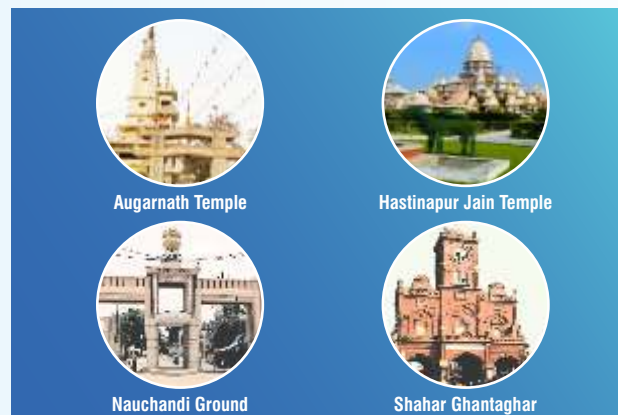 Augarnath Temple
Hastinapur Jain Temple
Nauchandi Ground
Shahar Ghantaghar